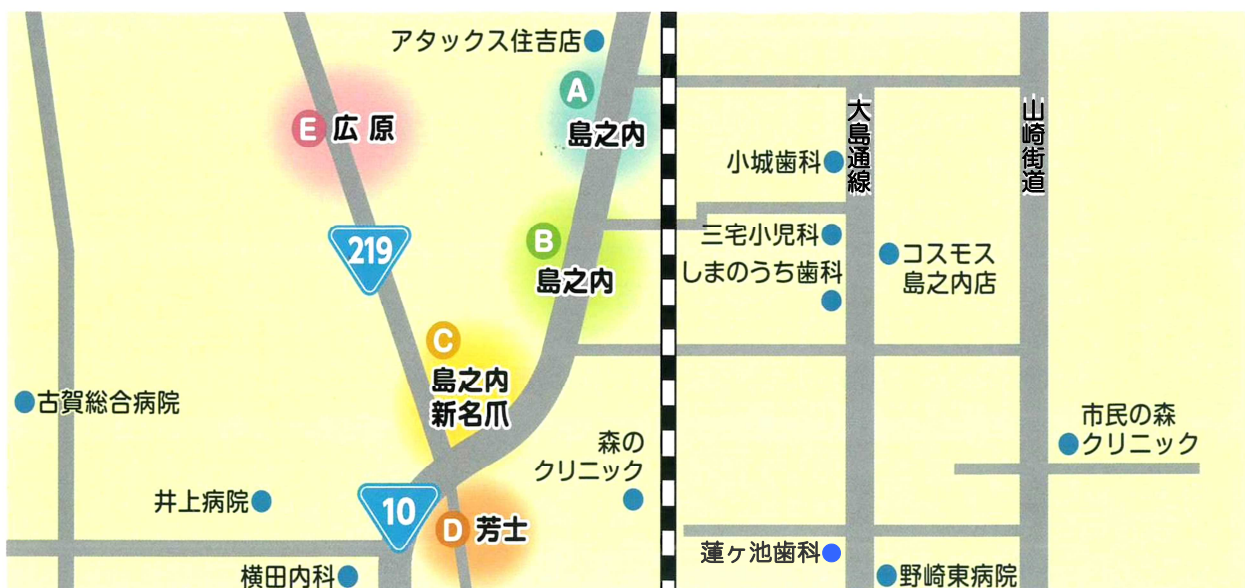 アタックス住吉店
A
島之内
E 広原
大島通線
山崎街道
小城歯科
B
島之内
219
三宅小児科
コスモス
島之内店
しまのうち歯科
C
島之内
新名爪
古賀総合病院
市民の森
クリニック
森の
クリニック
井上病院
10
D 芳士
蓮ヶ池歯科
横田内科
野崎東病院